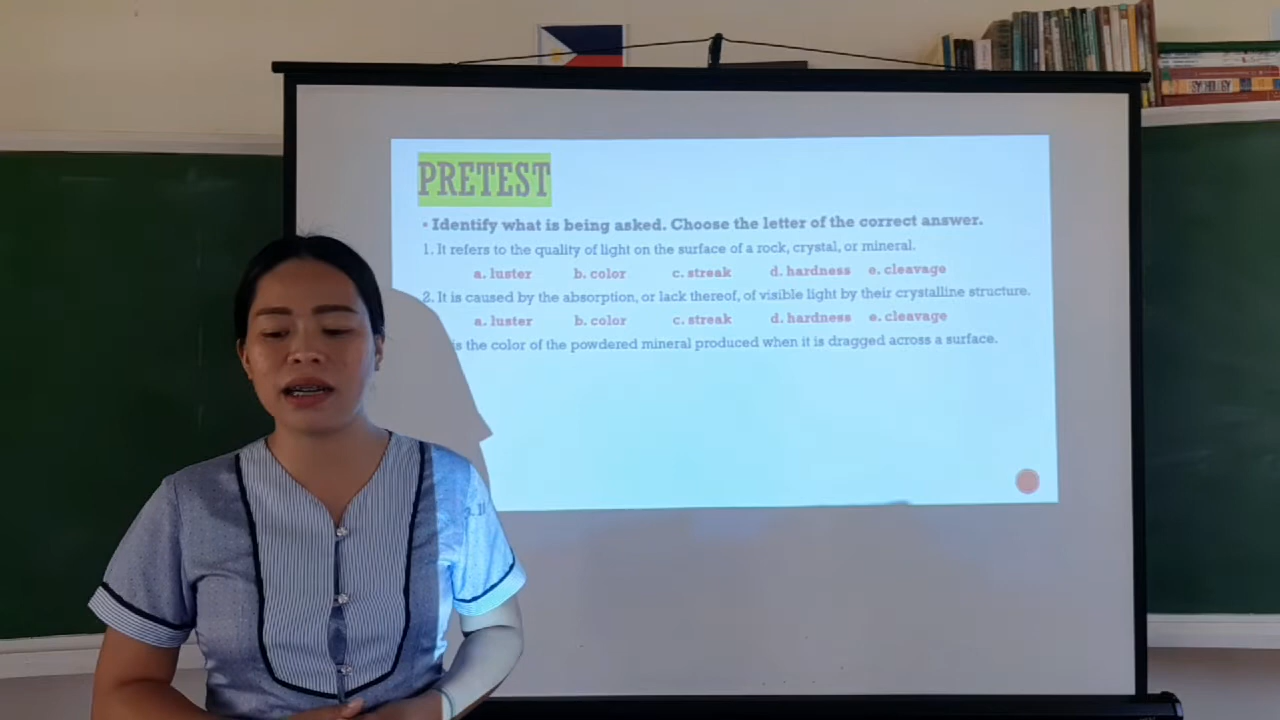 PRETEST
• Identify what is being asked. Choose the letter of the correct answer.
1. It refers to the quality of light on the surface of a rock, crystal, or mineral.
a. luster b. color c. streak d. hardness e. cleavage
2. It is caused by the absorption, or lack thereof, of visible light by their crystalline structure.
a. luster b. color c. streak d. hardness e. cleavage
is the color of the powdered mineral produced when it is dragged across a surface.